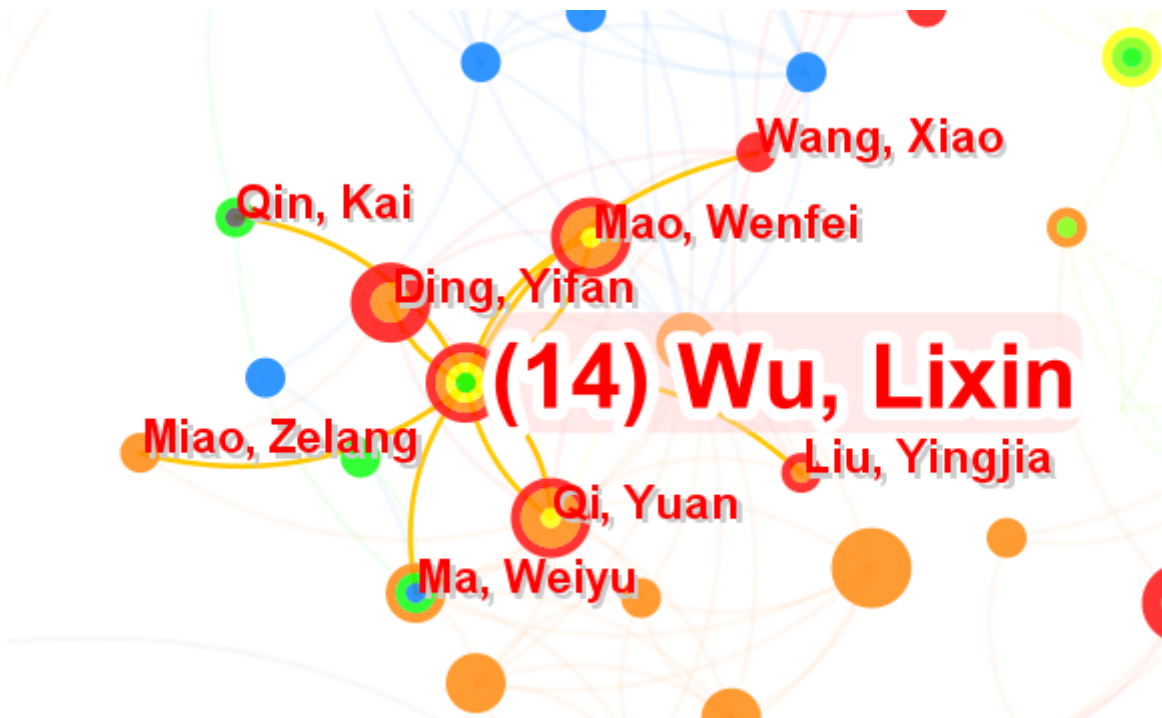 Wang, Xiao
Qin, Kai
Mao, Wenfei
Ding, Yifan
(14) Wu, Lixin
Miao, Zelang
Liu, Yingjia
Qi, Yuan
Ma, Weiyu